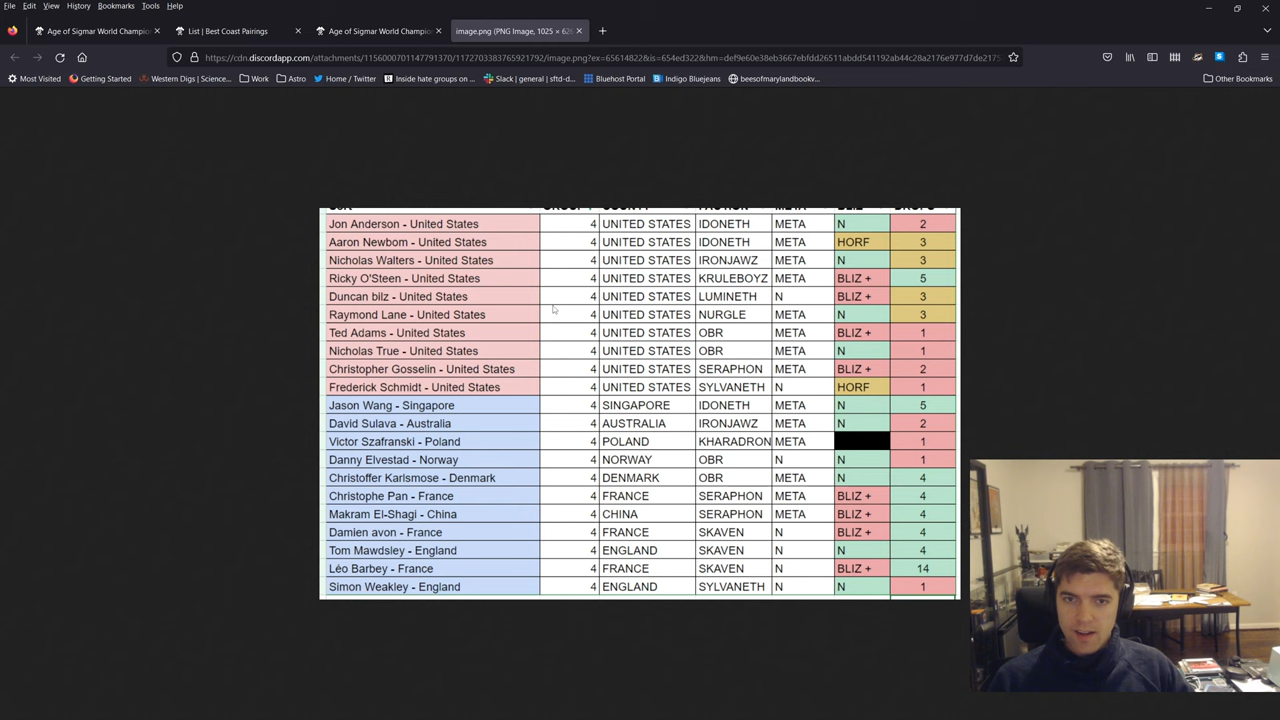 File Edit View History Bookmarks Tools Help
Age of Sigmar World Champion
List | Best Coast Pairings
Age of Sigmar World Champion
image.png (PNG Image, 1025 × 62
Most Visited Getting Started Western Digs | Science... Work Astro Home / Twitter Inside hate groups on ... Slack | general | sftd-d... Bluehost Portal Indigo Bluejeans beesofmarylandbookv... Other Bookmarks
Jon Anderson - United States 4 UNITED STATES IDONETH META N 2
Aaron Newbom - United States 4 UNITED STATES IDONETH META HORF 3
Nicholas Walters - United States 4 UNITED STATES IRONJAWZ META N 3
Ricky O'Steen - United States 4 UNITED STATES KRULEBOYZ META BLIZ + 5
Duncan bilz - United States 4 UNITED STATES LUMINETH N BLIZ + 3
Raymond Lane - United States 4 UNITED STATES NURGLE META N 3
Ted Adams - United States 4 UNITED STATES OBR META BLIZ + 1
Nicholas True - United States 4 UNITED STATES OBR META N 1
Christopher Gosselin - United States 4 UNITED STATES SERAPHON META BLIZ + 2
Frederick Schmidt - United States 4 UNITED STATES SYLVANETH N HORF 1
Jason Wang - Singapore 4 SINGAPORE IDONETH META N 5
David Sulava - Australia 4 AUSTRALIA IRONJAWZ META N 2
Victor Szafranski - Poland 4 POLAND KHARADRON META 1
Danny Elvestad - Norway 4 NORWAY OBR N N 1
Christoffer Karlsmose - Denmark 4 DENMARK OBR META N 4
Christophe Pan - France 4 FRANCE SERAPHON META BLIZ + 4
Makram El-Shagi - China 4 CHINA SERAPHON META BLIZ + 4
Damien avon - France 4 FRANCE SKAVEN N BLIZ + 4
Tom Mawdsley - England 4 ENGLAND SKAVEN N N 4
Léo Barbey - France 4 FRANCE SKAVEN N BLIZ + 14
Simon Weakley - England 4 ENGLAND SYLVANETH N N 1